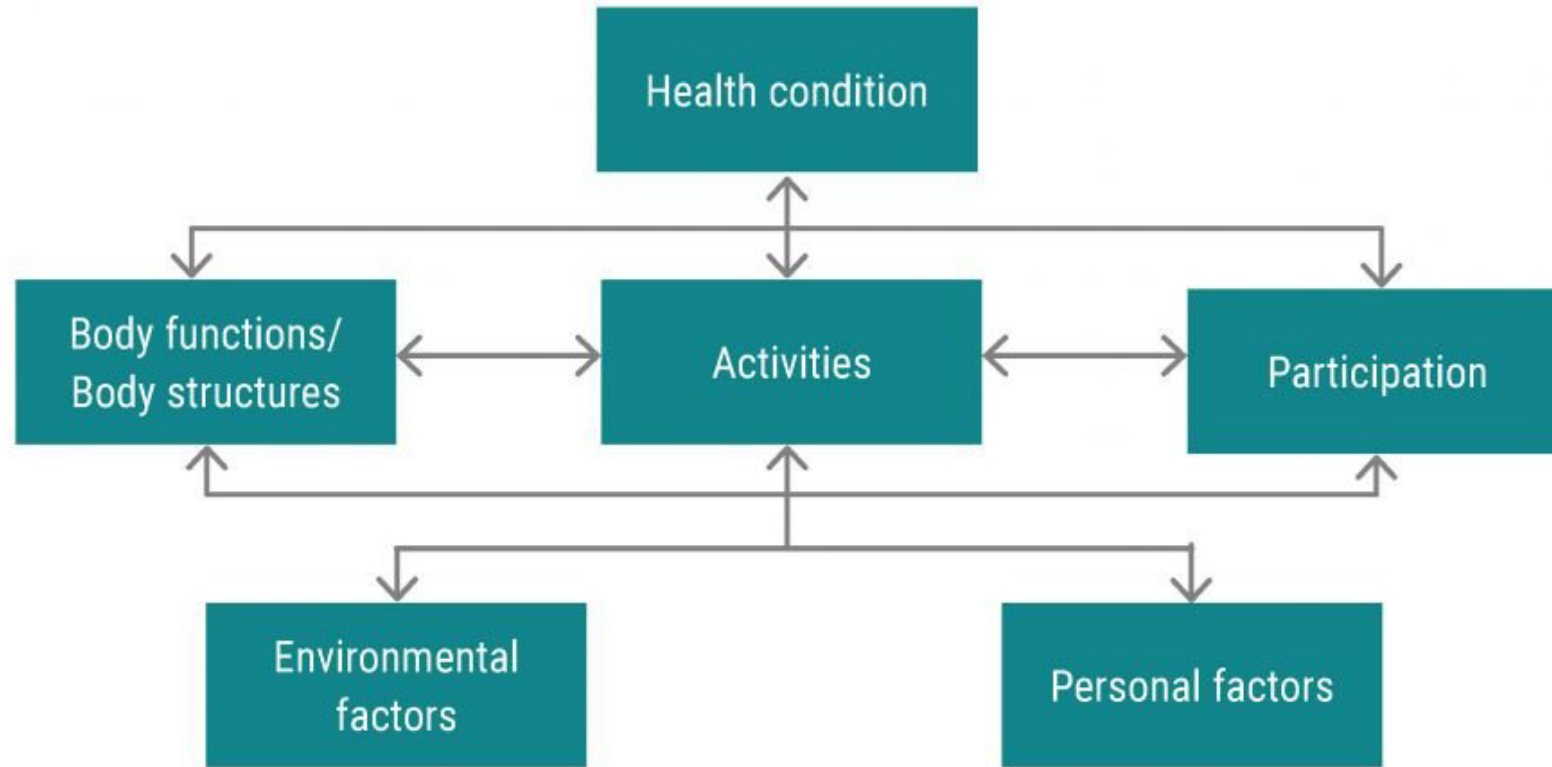 Health condition
Body functions/
Body structures
Activities
Participation
Environmental
factors
Personal factors